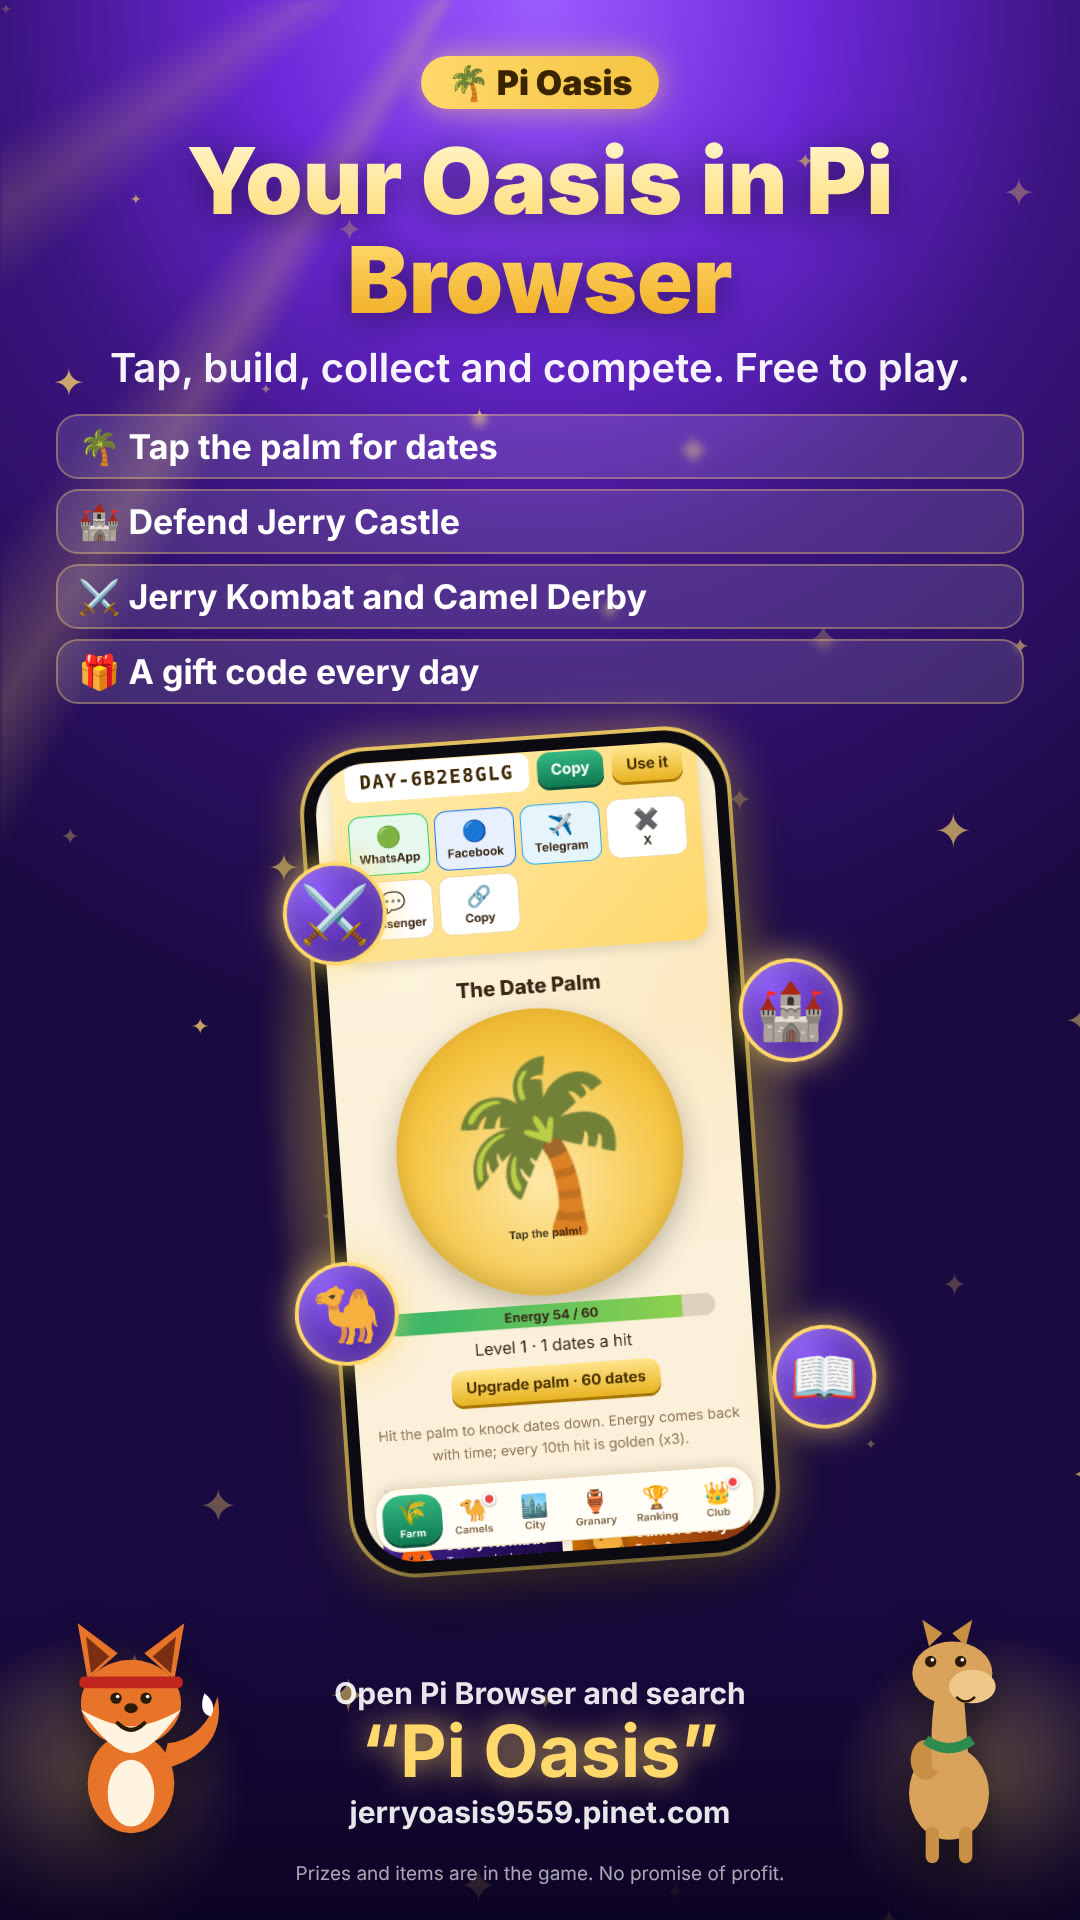 Pi Oasis
Your Oasis in Pi
Browser
Tap, build, collect and compete. Free to play.
Tap the palm for dates
Defend Jerry Castle
Jerry Kombat and Camel Derby
A gift code every day
DAY-6B2E8GLG
Copy
Use it
WhatsApp
Facebook
Telegram
X
senger
Copy
The Date Palm
Tap the palm!
Energy 54 / 60
Level 1 · 1 dates a hit
Upgrade palm · 60 dates
Hit the palm to knock dates down. Energy comes back
with time; every 10th hit is golden (x3).
Farm
Camels
City
Granary
Ranking
Club
Open Pi Browser and search
“Pi Oasis”
jerryoasis9559.pinet.com
Prizes and items are in the game. No promise of profit.